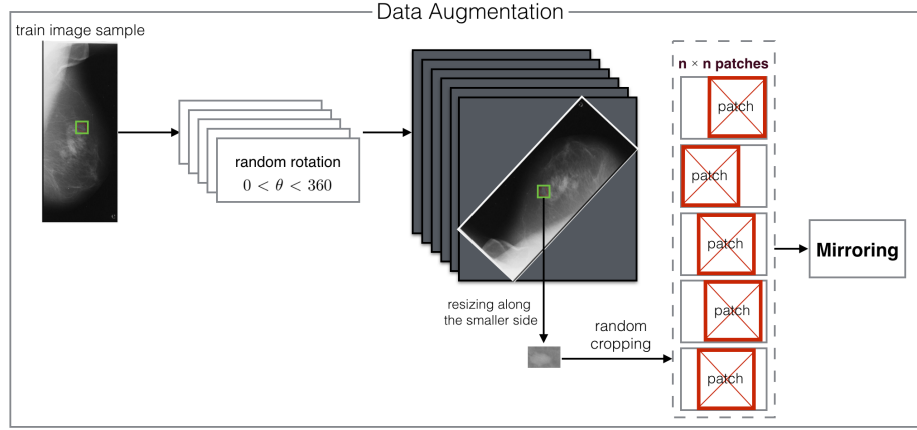 Data Augmentation
train image sample
random rotation
0 < θ < 360
resizing along
the smaller side
random
cropping
n × n patches
patch
patch
patch
patch
patch
Mirroring